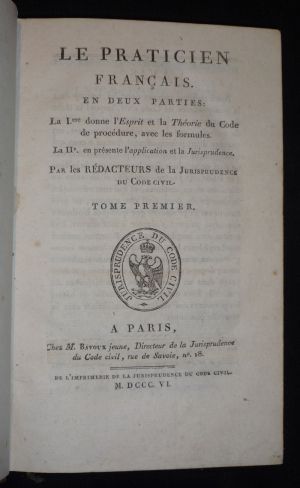 LE PRATICIEN
FRANÇAIS.
EN DEUX PARTIES:
La I.ere donne l'Esprit et la Théorie du Code
de procédure, avec les formules.
La II.e en présente l'application et la Jurisprudence.
PAR les RÉDACTEURS de la JURISPRUDENCE
DU CODE CIVIL.
TOME PREMIER.
JURISPRUDENCE DU CODE CIVIL
A PARIS,
Chez M. BAVOUX jeune, Directeur de la Jurisprudence
du Code civil, rue de Savoie, n.º 18.
DE L'IMPRIMERIE DE LA JURISPRUDENCE DU CODE CIVIL.
M. DCCC. VI.